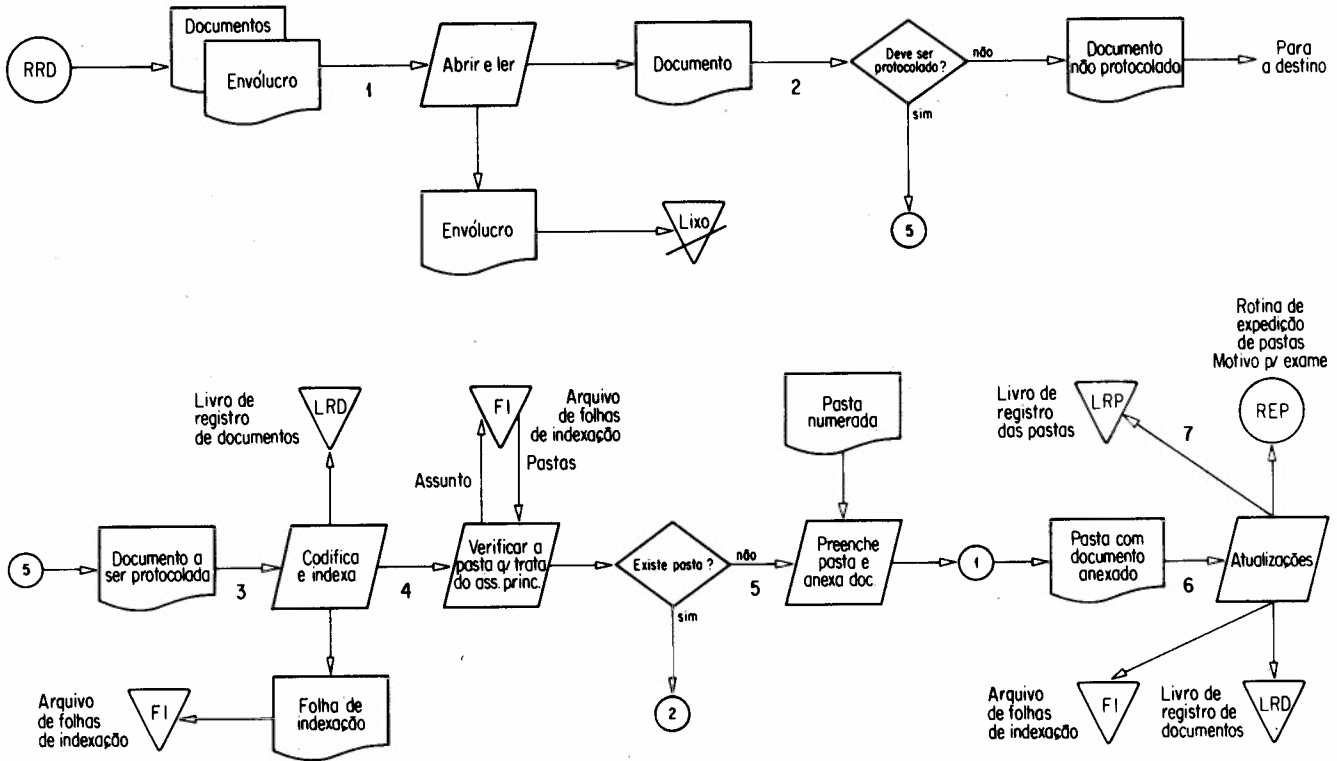 RRD
Documentos
Envólucro
1
Abrir e ler
Documento
2
Deve ser
protocolado?
não
Documento
não protocolado
Para
a destino
sim
5
Envólucro
Lixo
Livro de
registro
de documentos
LRD
FI
Arquivo
de folhas
de indexação
Assunto
Pastas
Pasta
numerada
Livro de
registro
das pastas
LRP
7
Rotina de
expedição
de pastas
Motivo p/ exame
REP
5
Documento a
ser protocolada
3
Codifica
e indexa
4
Verificar a
pasta q/ trata
do ass. princ.
Existe pasta ?
não
5
Preenche
pasta e
anexa doc.
1
Pasta com
documento
anexado
6
Atualizações
sim
2
Arquivo
de folhas
de indexação
FI
Folha de
indexação
Arquivo
de folhas
de indexação
FI
Livro de
registro de
documentos
LRD